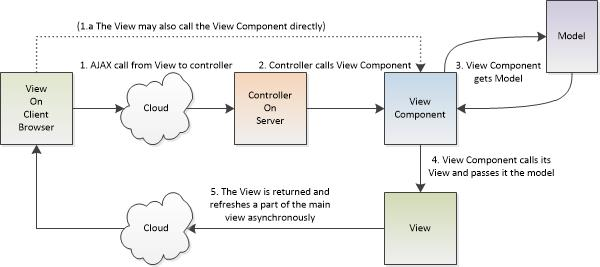 (1.a The View may also call the View Component directly)
Model
1. AJAX call from View to controller
2. Controller calls View Component
3. View Component
gets Model
View
On
Client
Browser
Cloud
Controller
On
Server
View
Component
4. View Component calls its
View and passes it the model
5. The View is returned and
refreshes a part of the main
view asynchronously
Cloud
View